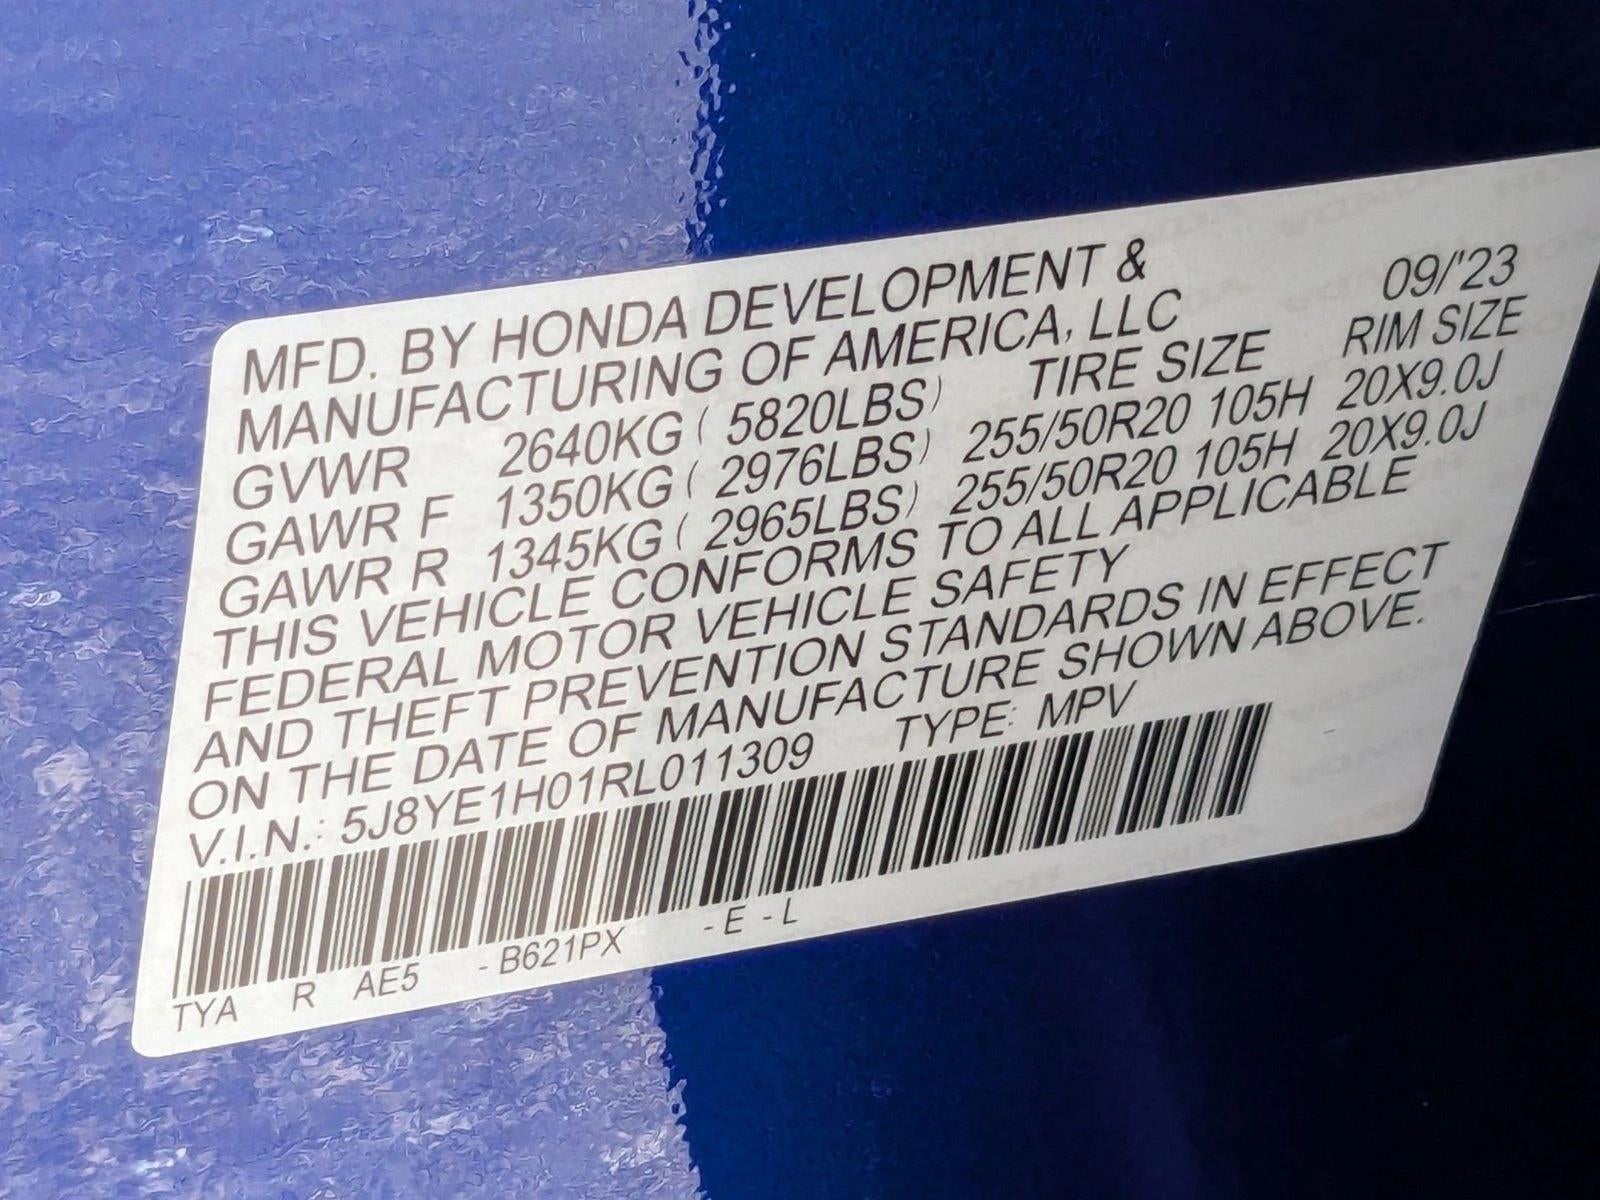 MFD. BY HONDA DEVELOPMENT &
MANUFACTURING OF AMERICA, LLC 09/'23
GVWR 2640KG ( 5820LBS) TIRE SIZE RIM SIZE
GAWR F 1350KG ( 2976LBS) 255/50R20 105H 20X9.0J
GAWR R 1345KG ( 2965LBS) 255/50R20 105H 20X9.0J
THIS VEHICLE CONFORMS TO ALL APPLICABLE
FEDERAL MOTOR VEHICLE SAFETY
AND THEFT PREVENTION STANDARDS IN EFFECT
ON THE DATE OF MANUFACTURE SHOWN ABOVE.
V.I.N.: 5J8YE1H01RL011309 TYPE: MPV
TYA R AE5 - B621PX - E - L